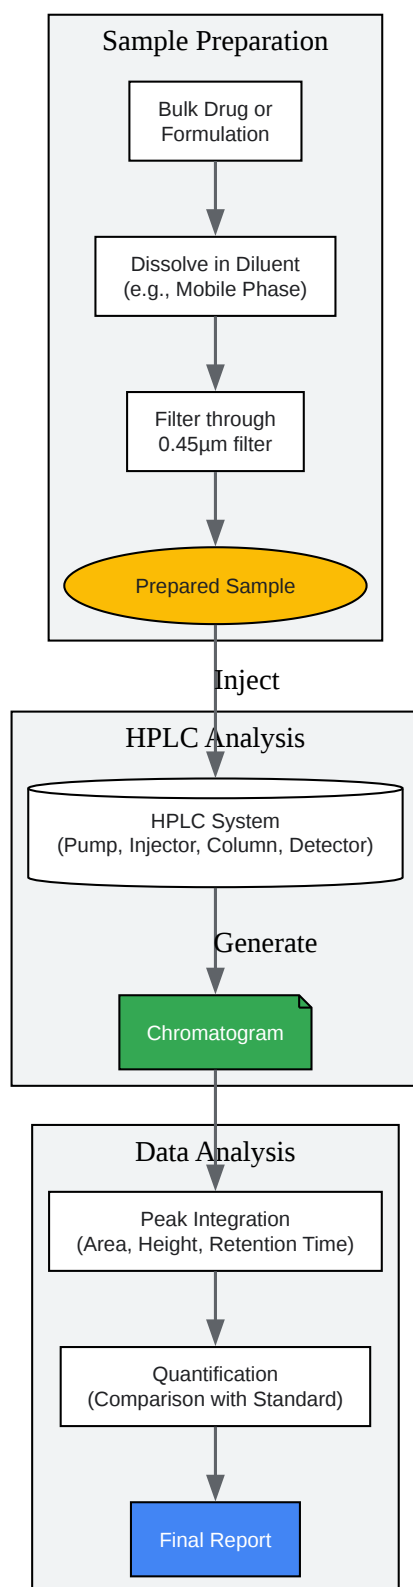 Sample Preparation
Bulk Drug or
Formulation
Dissolve in Diluent
(e.g., Mobile Phase)
Filter through
0.45µm filter
Prepared Sample
Inject
HPLC Analysis
HPLC System
(Pump, Injector, Column, Detector)
Generate
Chromatogram
Data Analysis
Peak Integration
(Area, Height, Retention Time)
Quantification
(Comparison with Standard)
Final Report